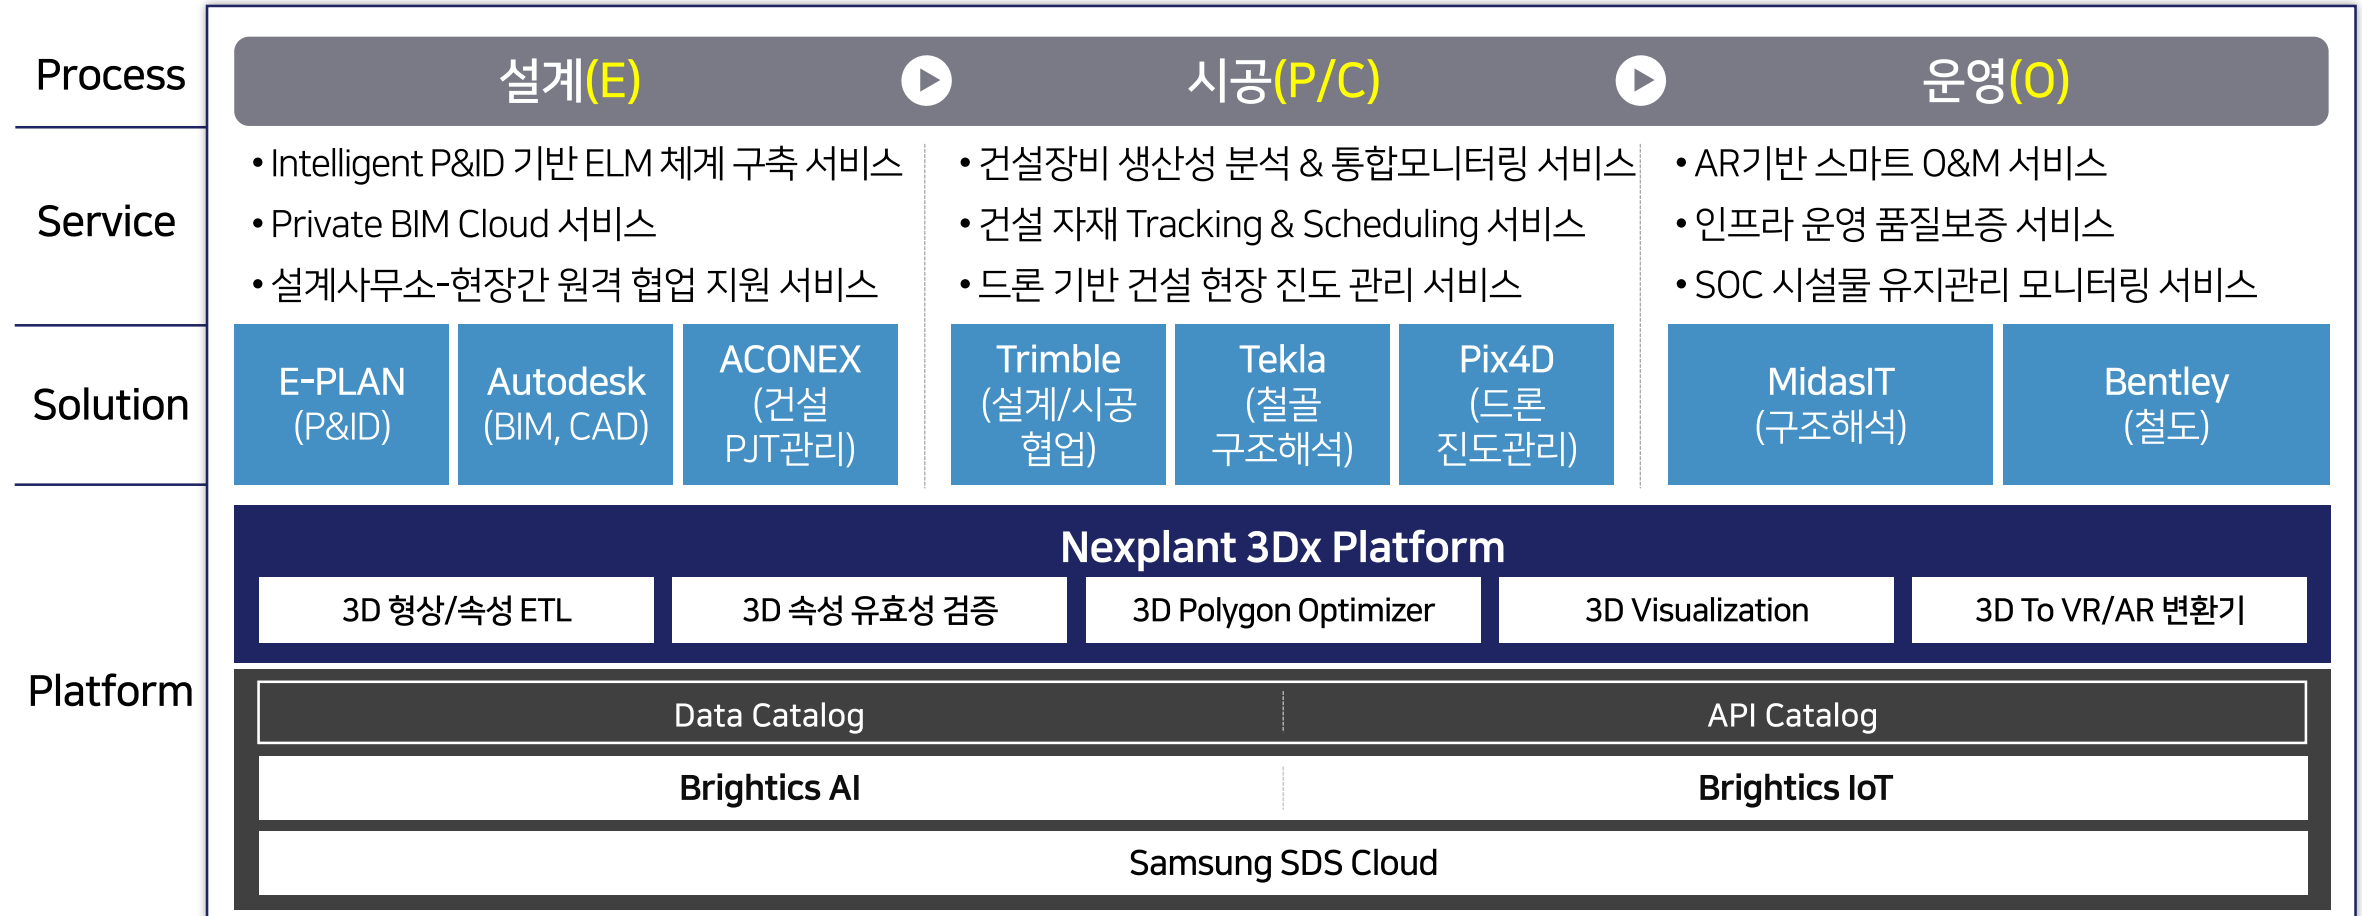 Process
설계(E)
시공(P/C)
운영(O)
Service
• Intelligent P&ID 기반 ELM 체계 구축 서비스
• Private BIM Cloud 서비스
• 설계사무소-현장간 원격 협업 지원 서비스
• 건설장비 생산성 분석 & 통합모니터링 서비스
• 건설 자재 Tracking & Scheduling 서비스
• 드론 기반 건설 현장 진도 관리 서비스
• AR기반 스마트 O&M 서비스
• 인프라 운영 품질보증 서비스
• SOC 시설물 유지관리 모니터링 서비스
Solution
E-PLAN
(P&ID)
Autodesk
(BIM, CAD)
ACONEX
(건설
PJT관리)
Trimble
(설계/시공
협업)
Tekla
(철골
구조해석)
Pix4D
(드론
진도관리)
MidasIT
(구조해석)
Bentley
(철도)
Platform
Nexplant 3Dx Platform
3D 형상/속성 ETL
3D 속성 유효성 검증
3D Polygon Optimizer
3D Visualization
3D To VR/AR 변환기
Data Catalog
API Catalog
Brightics AI
Brightics IoT
Samsung SDS Cloud